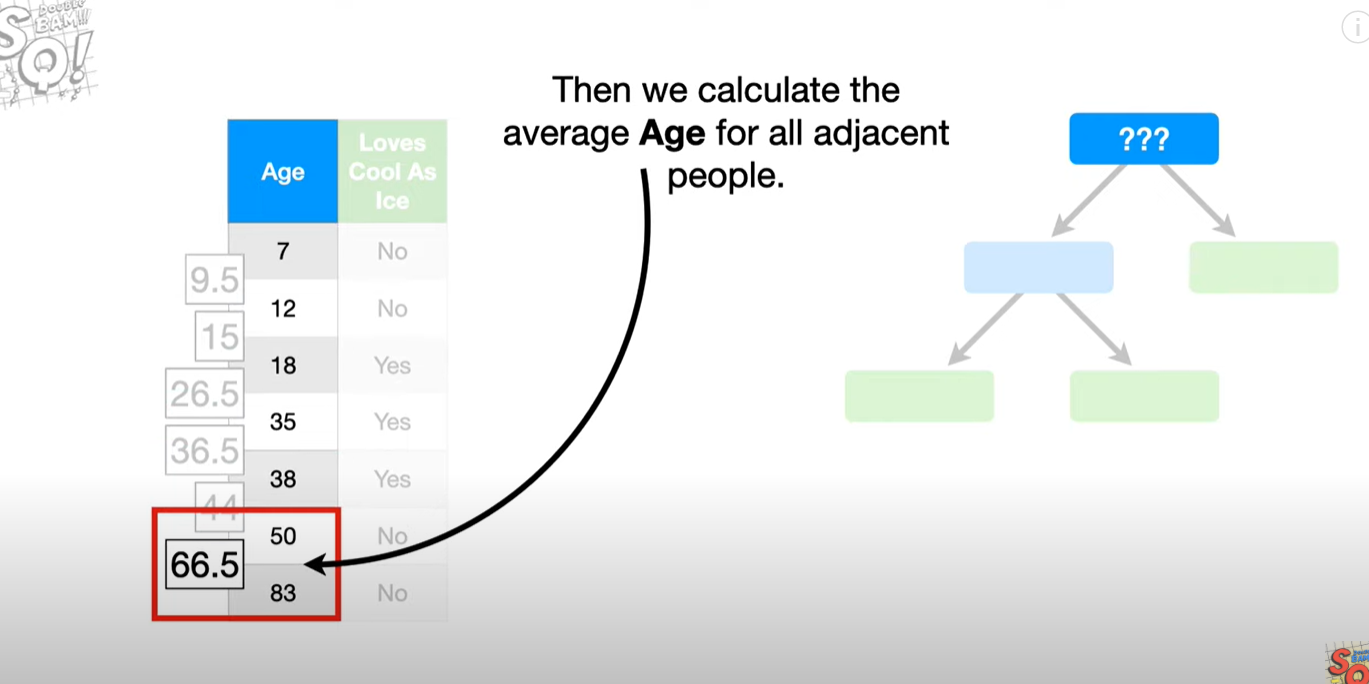 DOUBLE
BAM!!!
SQ!
Then we calculate the
average Age for all adjacent
people.
???
Age
Loves
Cool As
Ice
7 No
9.5
12 No
15
18 Yes
26.5
35 Yes
36.5
38 Yes
44
50 No
66.5
83 No